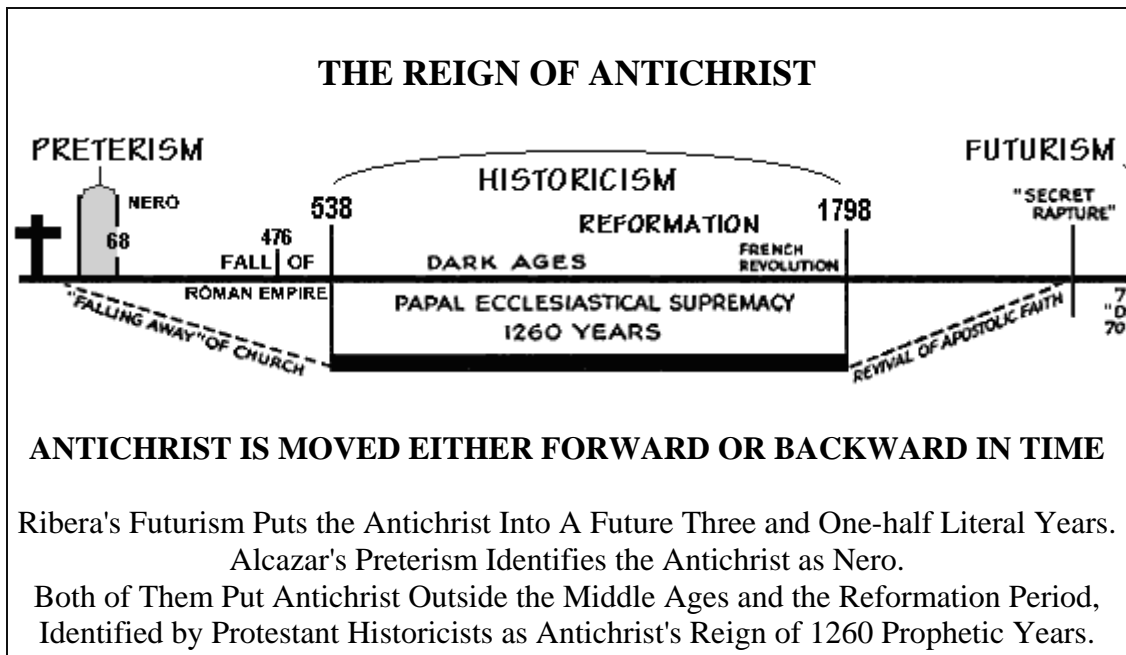 THE REIGN OF ANTICHRIST
PRETERISM
FUTURISM
HISTORICISM
NERO
538
REFORMATION
1798
"SECRET
RAPTURE"
68
476
FALL OF
DARK AGES
FRENCH
REVOLUTION
ROMAN EMPIRE
PAPAL ECCLESIASTICAL SUPREMACY
1260 YEARS
"FALLING AWAY" OF CHURCH
REVIVAL OF APOSTOLIC FAITH
7
"D
70
ANTICHRIST IS MOVED EITHER FORWARD OR BACKWARD IN TIME
Ribera's Futurism Puts the Antichrist Into A Future Three and One-half Literal Years.
Alcazar's Preterism Identifies the Antichrist as Nero.
Both of Them Put Antichrist Outside the Middle Ages and the Reformation Period,
Identified by Protestant Historicists as Antichrist's Reign of 1260 Prophetic Years.